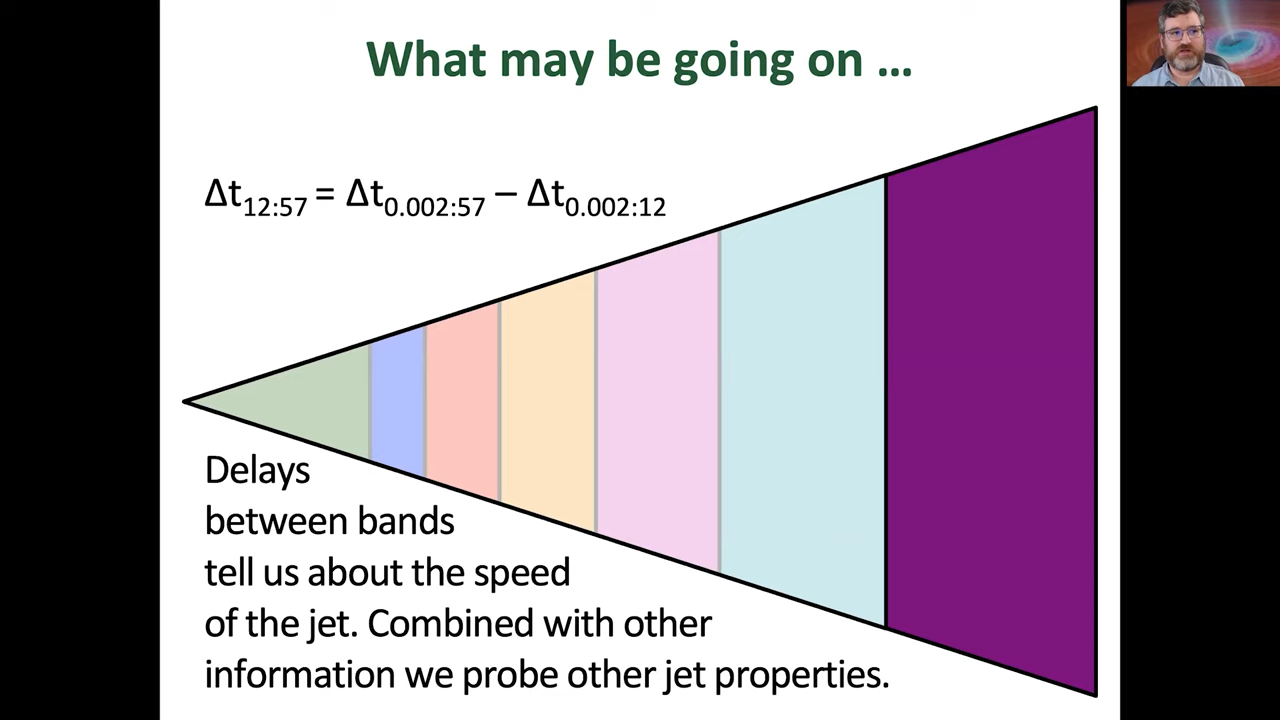 What may be going on …
Δt12:57 = Δt0.002:57 – Δt0.002:12
Delays
between bands
tell us about the speed
of the jet. Combined with other
information we probe other jet properties.